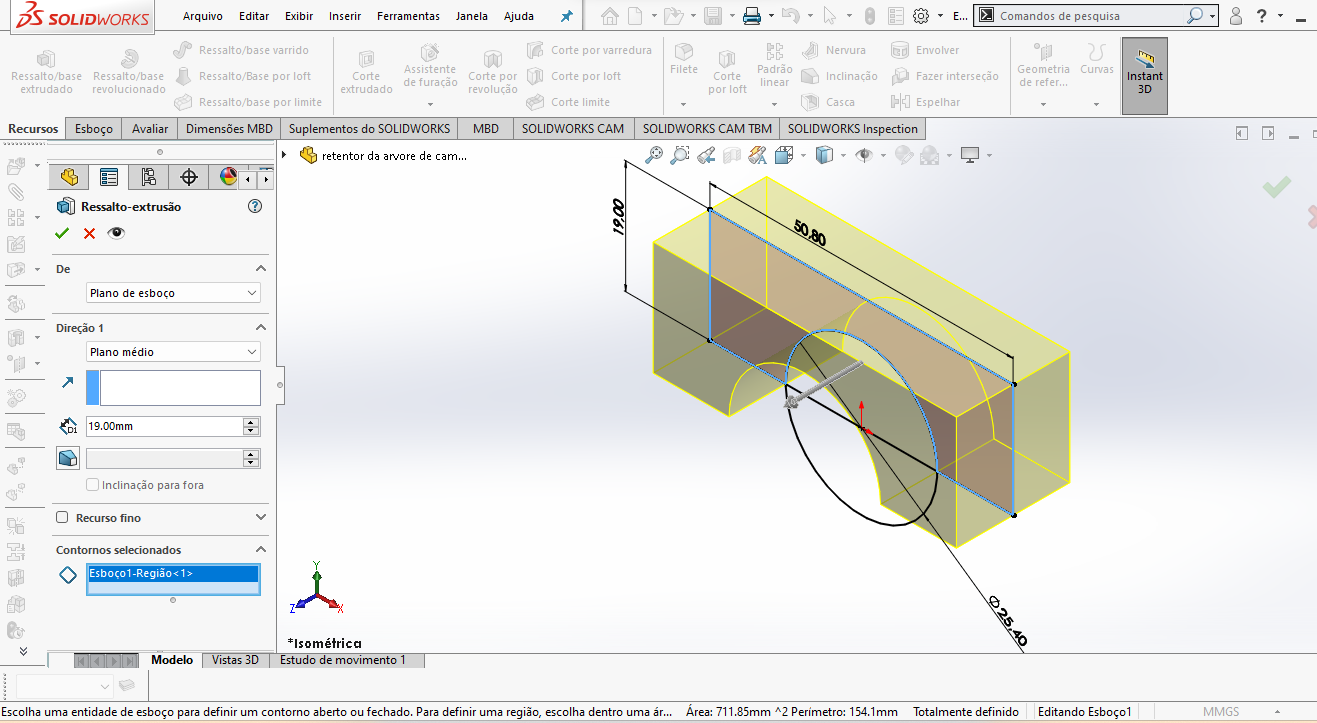 SOLIDWORKS
Arquivo Editar Exibir Inserir Ferramentas Janela Ajuda
E...
Comandos de pesquisa
?
Ressalto/base extrudado
Ressalto/base revolucionado
Ressalto/base varrido
Ressalto/Base por loft
Ressalto/base por limite
Corte extrudado
Assistente de furação
Corte por revolução
Corte por varredura
Corte por loft
Corte limite
Filete
Corte por loft
Padrão linear
Nervura
Inclinação
Casca
Envolver
Fazer interseção
Espelhar
Geometria de refer...
Curvas
Instant 3D
Recursos Esboço Avaliar Dimensões MBD Suplementos do SOLIDWORKS MBD SOLIDWORKS CAM SOLIDWORKS CAM TBM SOLIDWORKS Inspection
retentor da arvore de cam...
Ressalto-extrusão
?
De
Plano de esboço
Direção 1
Plano médio
D1
19.00mm
Inclinação para fora
Recurso fino
Contornos selecionados
Esboço1-Região<1>
19,00
50,80
Ø25,40
Y
Z
X
*Isométrica
Modelo Vistas 3D Estudo de movimento 1
Escolha uma entidade de esboço para definir um contorno aberto ou fechado. Para definir uma região, escolha dentro uma ár... Área: 711.85mm ^2 Perímetro: 154.1mm Totalmente definido Editando Esboço1 MMGS